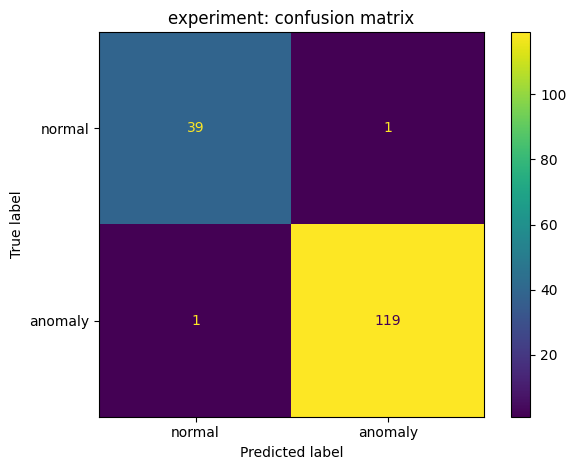 experiment: confusion matrix
normal
39
1
anomaly
1
119
normal
anomaly
Predicted label
True label
100
80
60
40
20